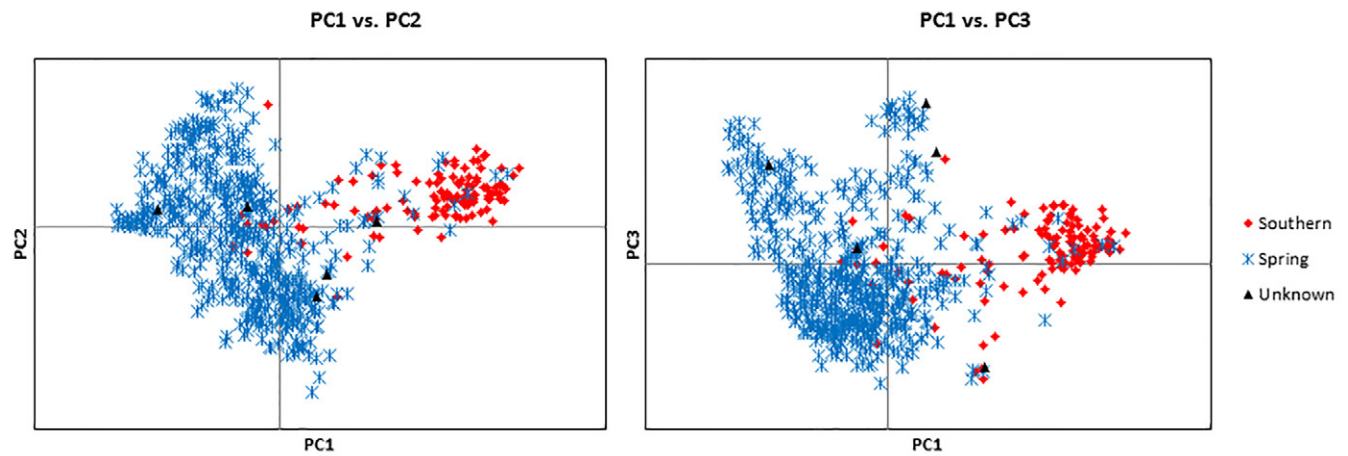 PC1 vs. PC2
PC1 vs. PC3
PC2
PC1
PC3
PC1
Southern
Spring
Unknown